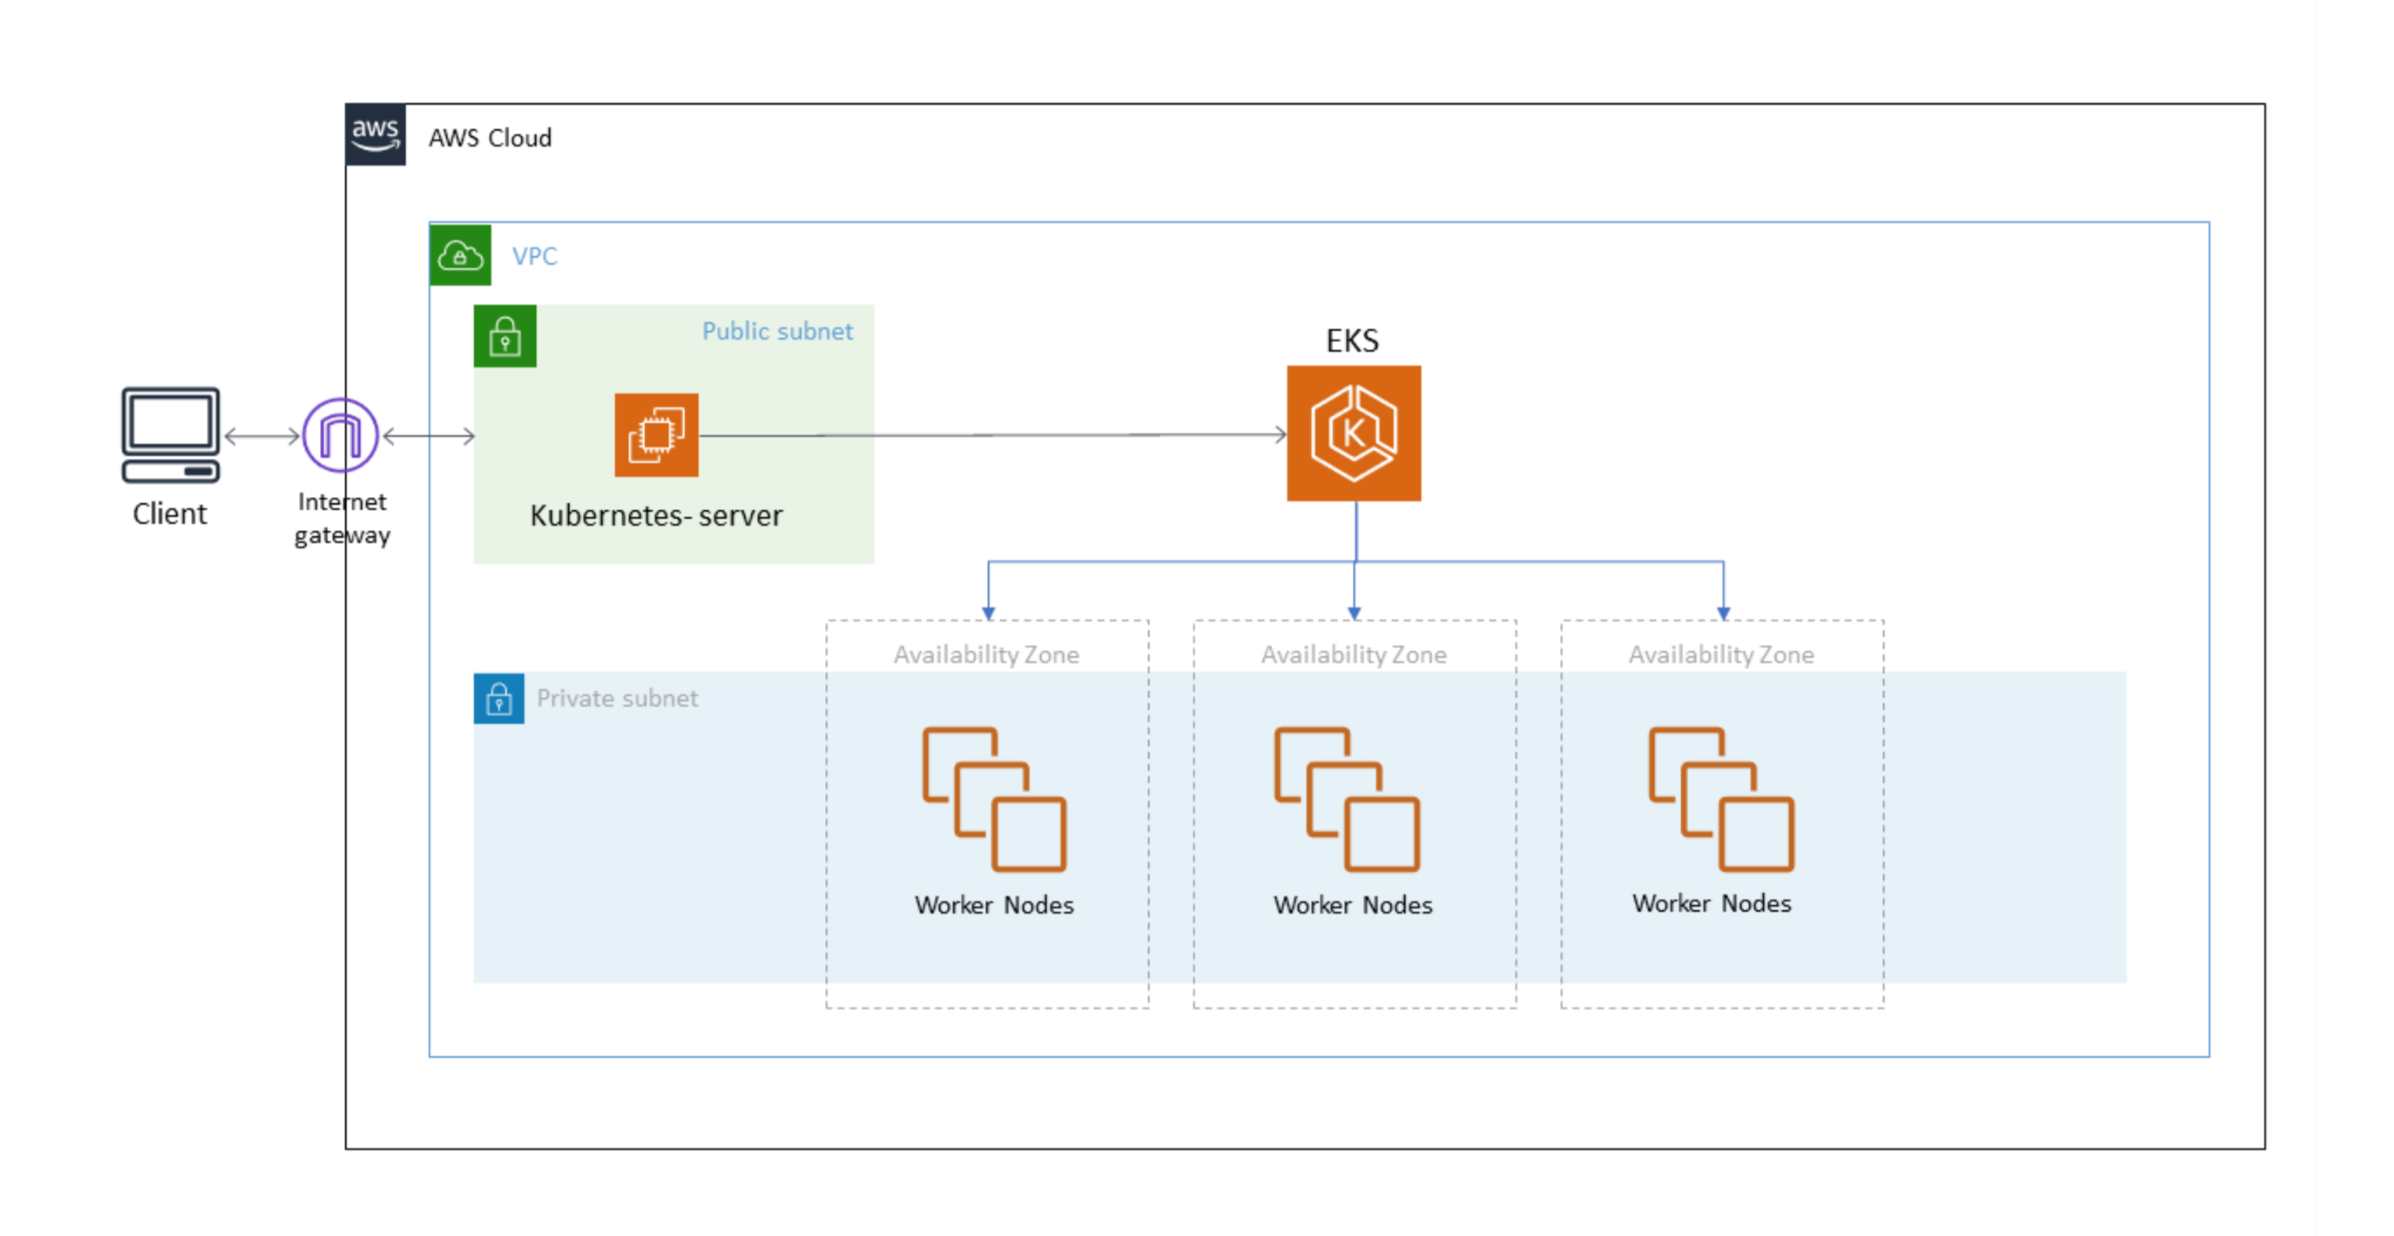 aws
AWS Cloud
VPC
Public subnet
EKS
K
Client
Internet
gateway
Kubernetes- server
Availability Zone
Availability Zone
Availability Zone
Private subnet
Worker Nodes
Worker Nodes
Worker Nodes